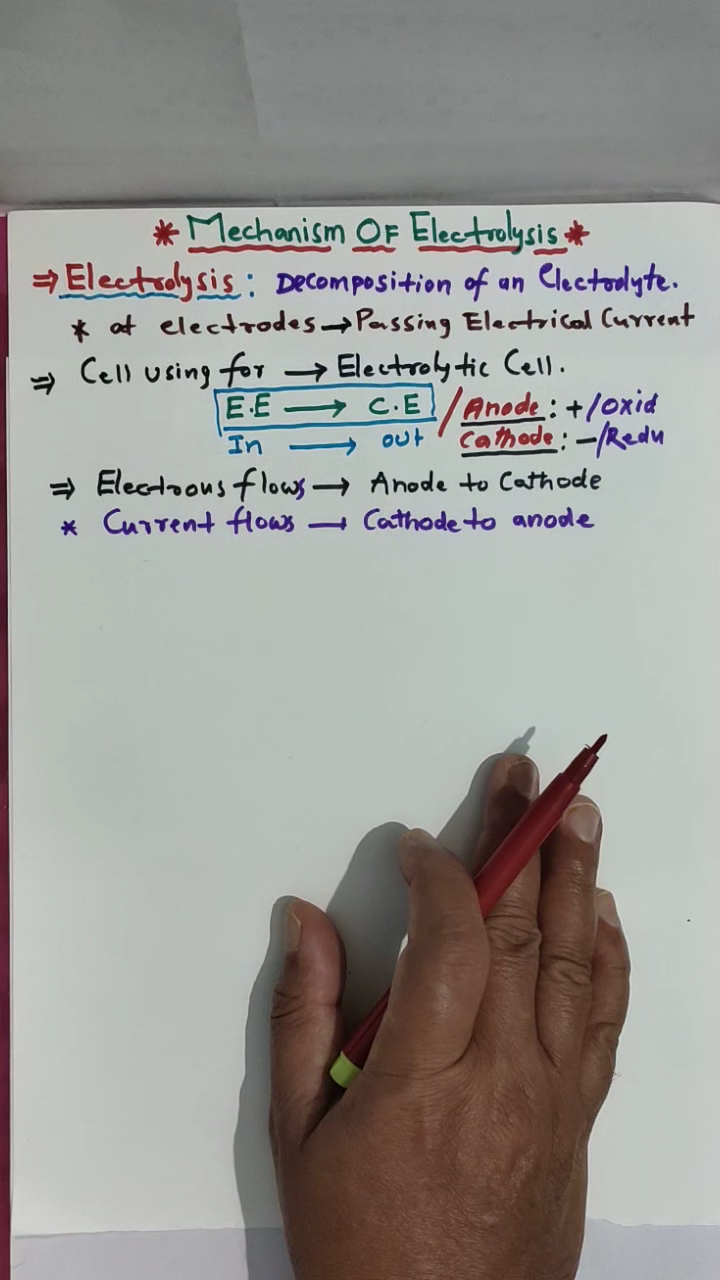 * Mechanism OF Electrolysis *
⇒ Electrolysis: Decomposition of an Electrolyte.
* at electrodes → Passing Electrical Current
⇒ Cell using for → Electrolytic Cell.
E.E → C.E / Anode: +/Oxid
In → out / Cathode: -/Redu
⇒ Electrous flows → Anode to Cathode
* Current flows → Cathode to anode